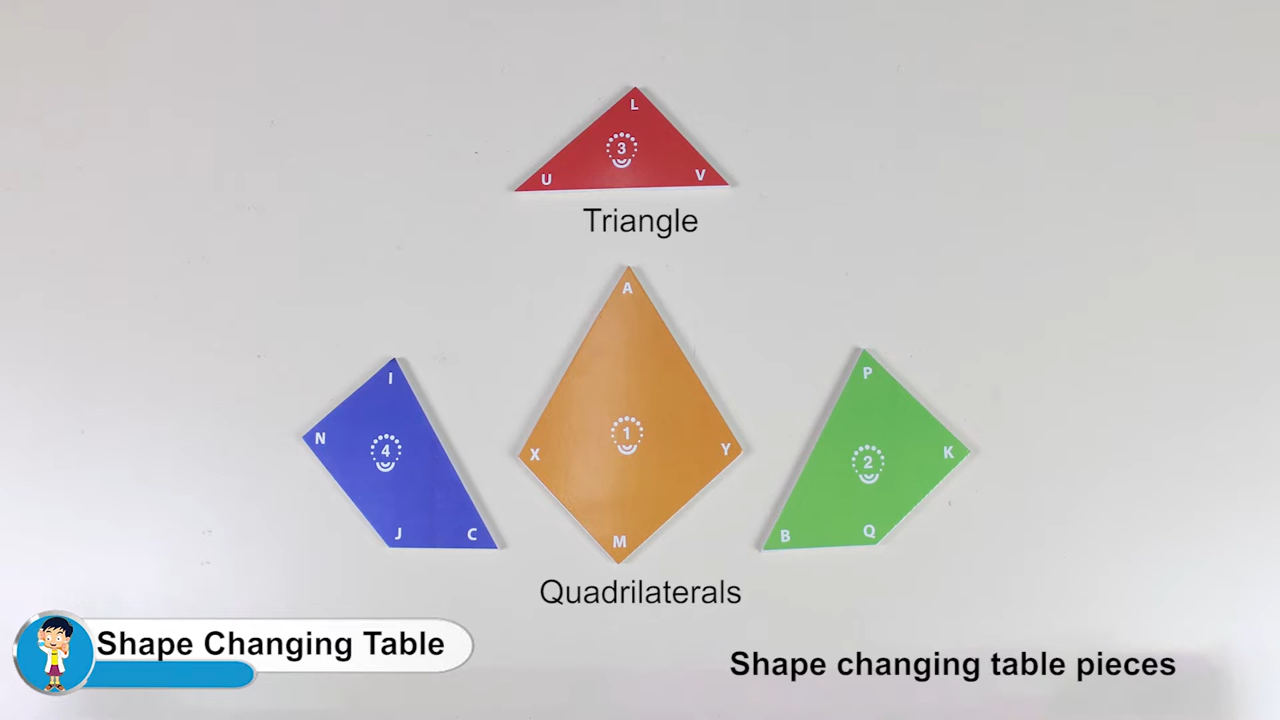 L
3
U V
Triangle
A
I
P
N
4
X
1
Y
2
K
J C
M
B Q
Quadrilaterals
Shape Changing Table
Shape changing table pieces